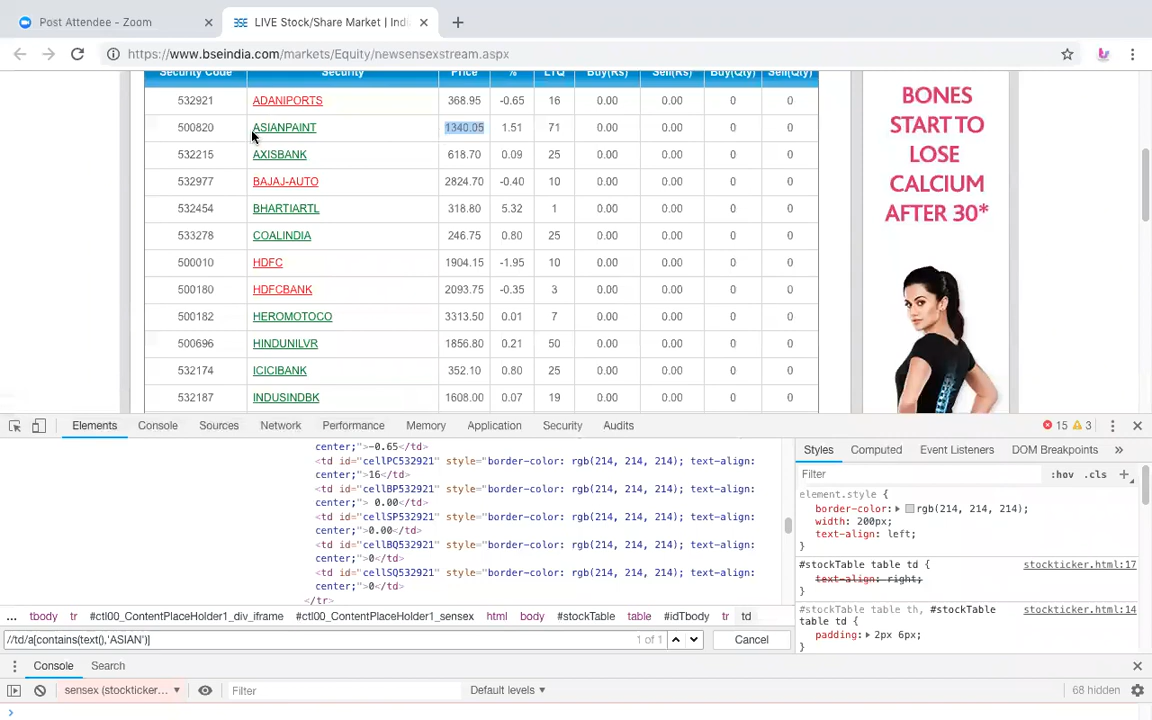 Post Attendee - Zoom
LIVE Stock/Share Market | Indi
https://www.bseindia.com/markets/Equity/newsensexstream.aspx
Security Code Security Price % LTQ Buy(Rs) Sell(Rs) Buy(Qty) Sell(Qty)
532921 ADANIPORTS 368.95 -0.65 16 0.00 0.00 0 0
500820 ASIANPAINT 1340.05 1.51 71 0.00 0.00 0 0
532215 AXISBANK 618.70 0.09 25 0.00 0.00 0 0
532977 BAJAJ-AUTO 2824.70 -0.40 10 0.00 0.00 0 0
532454 BHARTIARTL 318.80 5.32 1 0.00 0.00 0 0
533278 COALINDIA 246.75 0.80 25 0.00 0.00 0 0
500010 HDFC 1904.15 -1.95 10 0.00 0.00 0 0
500180 HDFCBANK 2093.75 -0.35 3 0.00 0.00 0 0
500182 HEROMOTOCO 3313.50 0.01 7 0.00 0.00 0 0
500696 HINDUNILVR 1856.80 0.21 50 0.00 0.00 0 0
532174 ICICIBANK 352.10 0.80 25 0.00 0.00 0 0
532187 INDUSINDBK 1608.00 0.07 19 0.00 0.00 0 0
BONES
START TO
LOSE
CALCIUM
AFTER 30*
Elements Console Sources Network Performance Memory Application Security Audits 15 3
center;">-0.65</td>
<td id="cellPC532921" style="border-color: rgb(214, 214, 214); text-align:
center;">16</td>
<td id="cellBP532921" style="border-color: rgb(214, 214, 214); text-align:
center;"> 0.00</td>
<td id="cellSP532921" style="border-color: rgb(214, 214, 214); text-align:
center;">0.00</td>
<td id="cellBQ532921" style="border-color: rgb(214, 214, 214); text-align:
center;">0</td>
<td id="cellSQ532921" style="border-color: rgb(214, 214, 214); text-align:
center;">0</td>
</tr>
... tbody tr #ctl00_ContentPlaceHolder1_div_iframe #ctl00_ContentPlaceHolder1_sensex html body #stockTable table #idTbody tr td
//td/a[contains(text(),'ASIAN')] 1 of 1 Cancel
Styles Computed Event Listeners DOM Breakpoints »
Filter :hov .cls +
element.style {
border-color: rgb(214, 214, 214);
width: 200px;
text-align: left;
}
#stockTable table td { stockticker.html:17
text-align: right;
}
#stockTable table th, #stockTable stockticker.html:14
table td {
padding: 2px 6px;
}
Console Search
sensex (stockticker... Filter Default levels 68 hidden
>